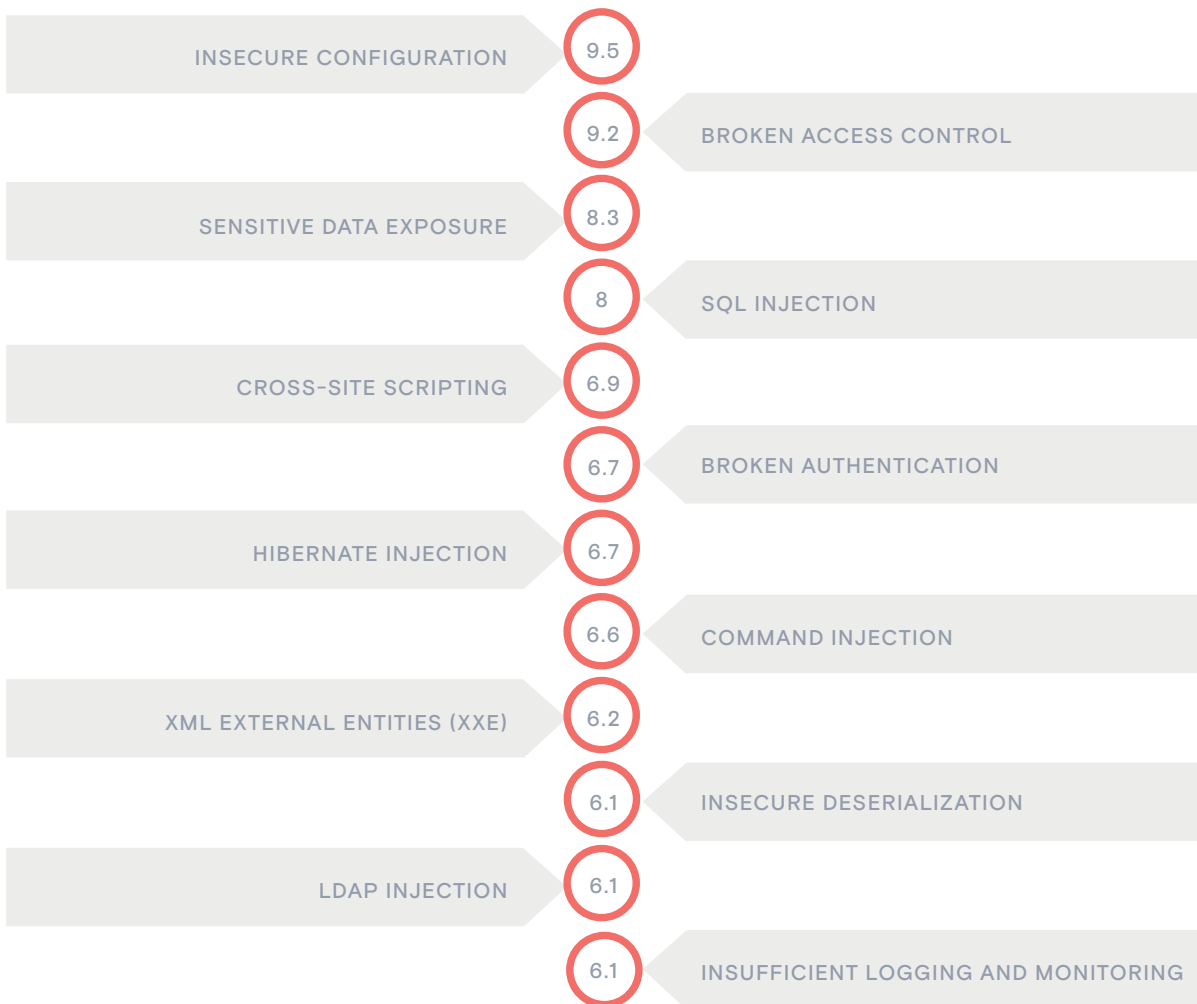 INSECURE CONFIGURATION
9.5
9.2
BROKEN ACCESS CONTROL
SENSITIVE DATA EXPOSURE
8.3
8
SQL INJECTION
CROSS-SITE SCRIPTING
6.9
6.7
BROKEN AUTHENTICATION
HIBERNATE INJECTION
6.7
6.6
COMMAND INJECTION
XML EXTERNAL ENTITIES (XXE)
6.2
6.1
INSECURE DESERIALIZATION
LDAP INJECTION
6.1
6.1
INSUFFICIENT LOGGING AND MONITORING